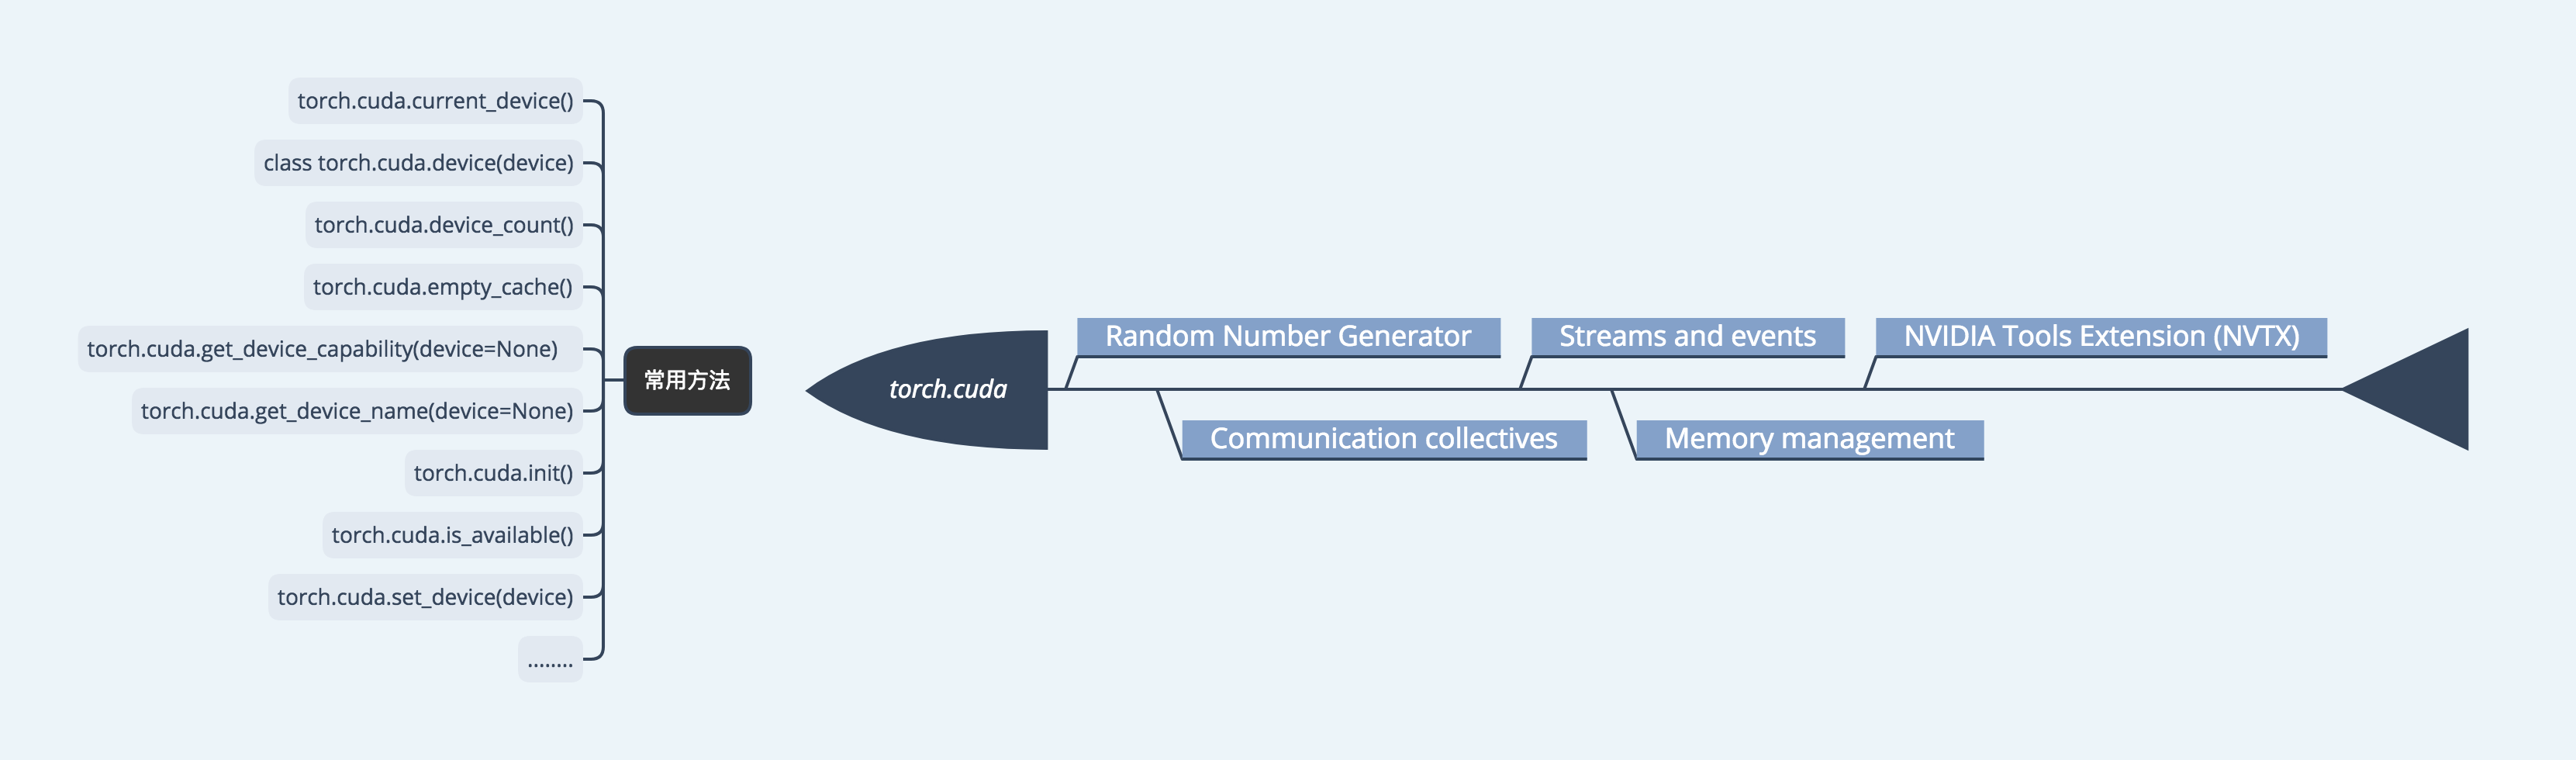 torch.cuda.current_device()
class torch.cuda.device(device)
torch.cuda.device_count()
torch.cuda.empty_cache()
torch.cuda.get_device_capability(device=None)
torch.cuda.get_device_name(device=None)
torch.cuda.init()
torch.cuda.is_available()
torch.cuda.set_device(device)
........
常用方法
torch.cuda
Random Number Generator
Communication collectives
Streams and events
Memory management
NVIDIA Tools Extension (NVTX)